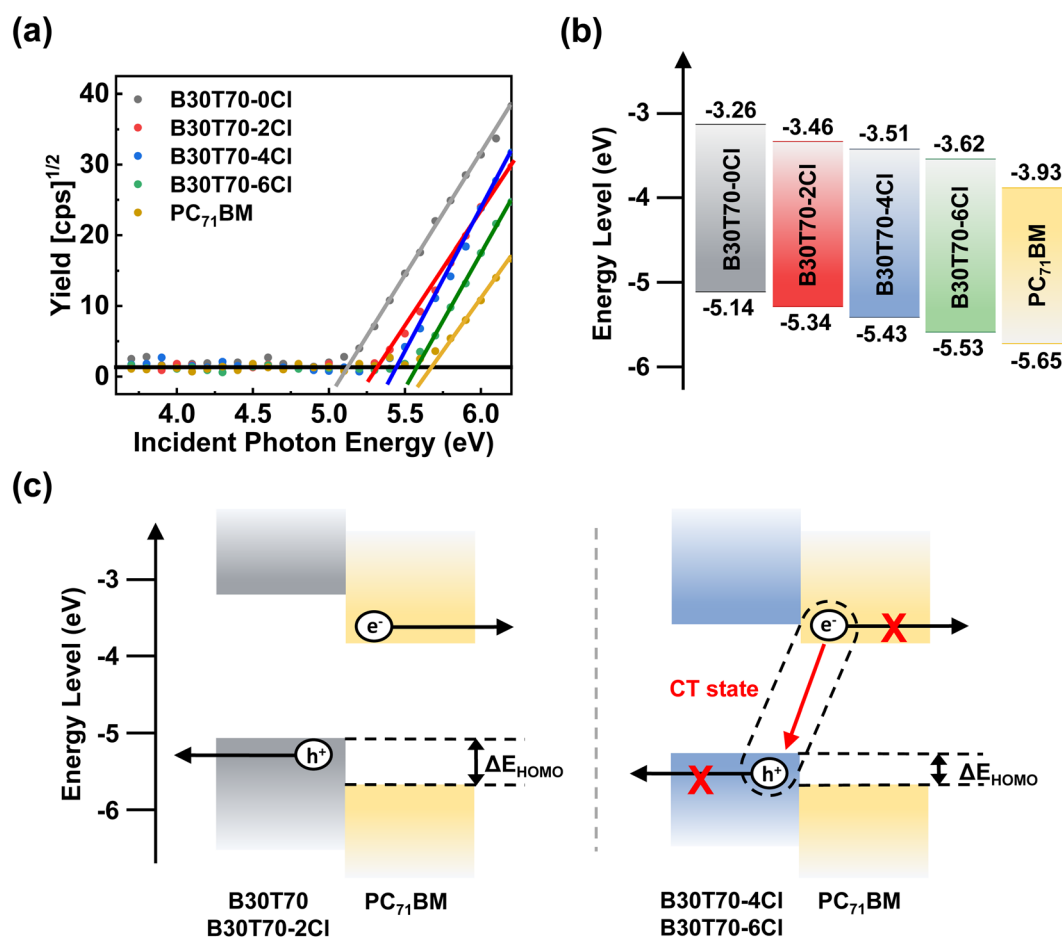 (a)
Yield [cps]1/2
40
30
20
10
0
B30T70-0Cl
B30T70-2Cl
B30T70-4Cl
B30T70-6Cl
PC71BM
4.0 4.5 5.0 5.5 6.0
Incident Photon Energy (eV)
(b)
Energy Level (eV)
-3
-4
-5
-6
-3.26
-3.46
-3.51
-3.62
-3.93
B30T70-0Cl
B30T70-2Cl
B30T70-4Cl
B30T70-6Cl
PC71BM
-5.14
-5.34
-5.43
-5.53
-5.65
(c)
Energy Level (eV)
-3
-4
-5
-6
e-
h+
ΔEHOMO
B30T70
B30T70-2Cl
PC71BM
e-
X
CT state
h+
X
ΔEHOMO
B30T70-4Cl
B30T70-6Cl
PC71BM